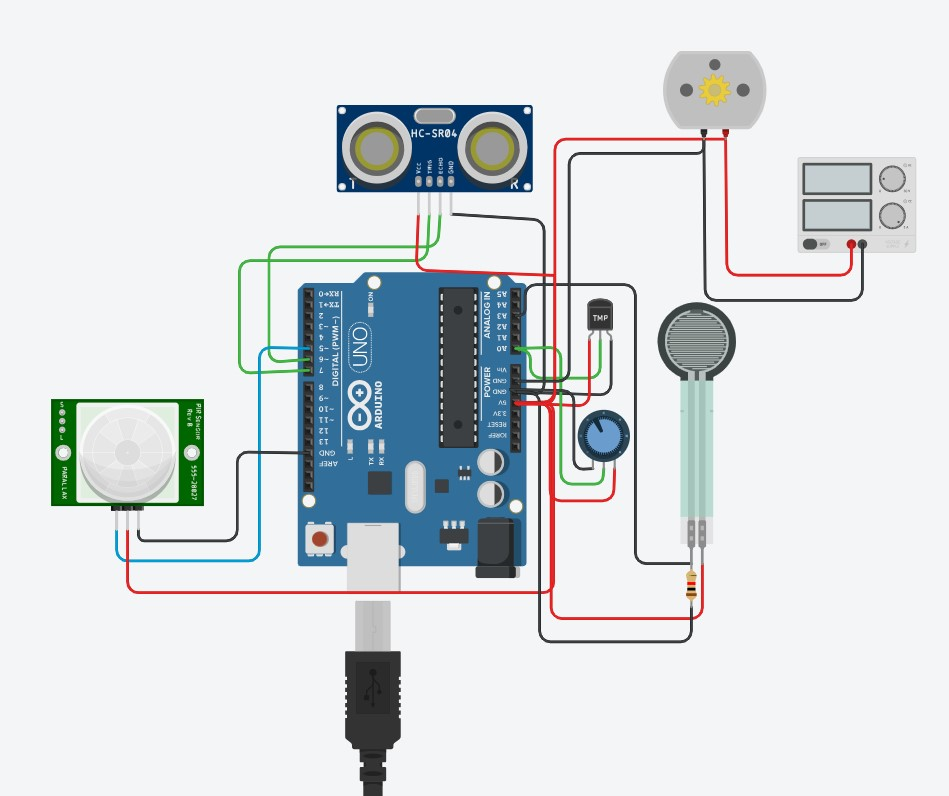 HC-SR04
VCC
TRIG
ECHO
GND
T
R
TMP
PIR Sensor
Rev B
555-28027
PARALLAX
RX←0
TX→1
2
~3
4
~5
~6
7
8
~9
~10
~11
12
13
GND
AREF
DIGITAL (PWM~)
ON
UNO
ARDUINO
L
TX
RX
ANALOG IN
A5
A4
A3
A2
A1
A0
POWER
Vin
GND
GND
5V
3.3V
RESET
IOREF
OFF